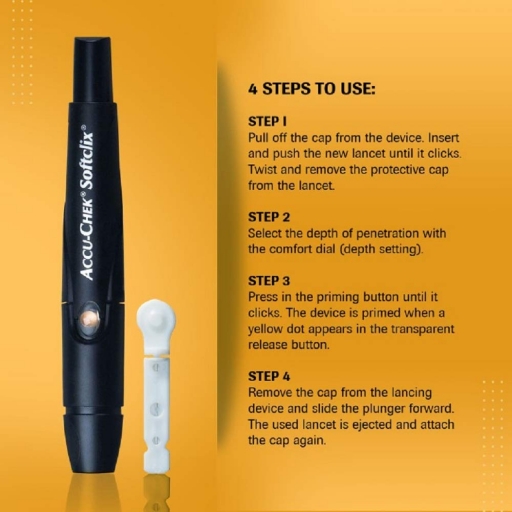 ACCU-CHEK® Softclix®
4 STEPS TO USE:
STEP I
Pull off the cap from the device. Insert
and push the new lancet until it clicks.
Twist and remove the protective cap
from the lancet.
STEP 2
Select the depth of penetration with
the comfort dial (depth setting).
STEP 3
Press in the priming button until it
clicks. The device is primed when a
yellow dot appears in the transparent
release button.
STEP 4
Remove the cap from the lancing
device and slide the plunger forward.
The used lancet is ejected and attach
the cap again.